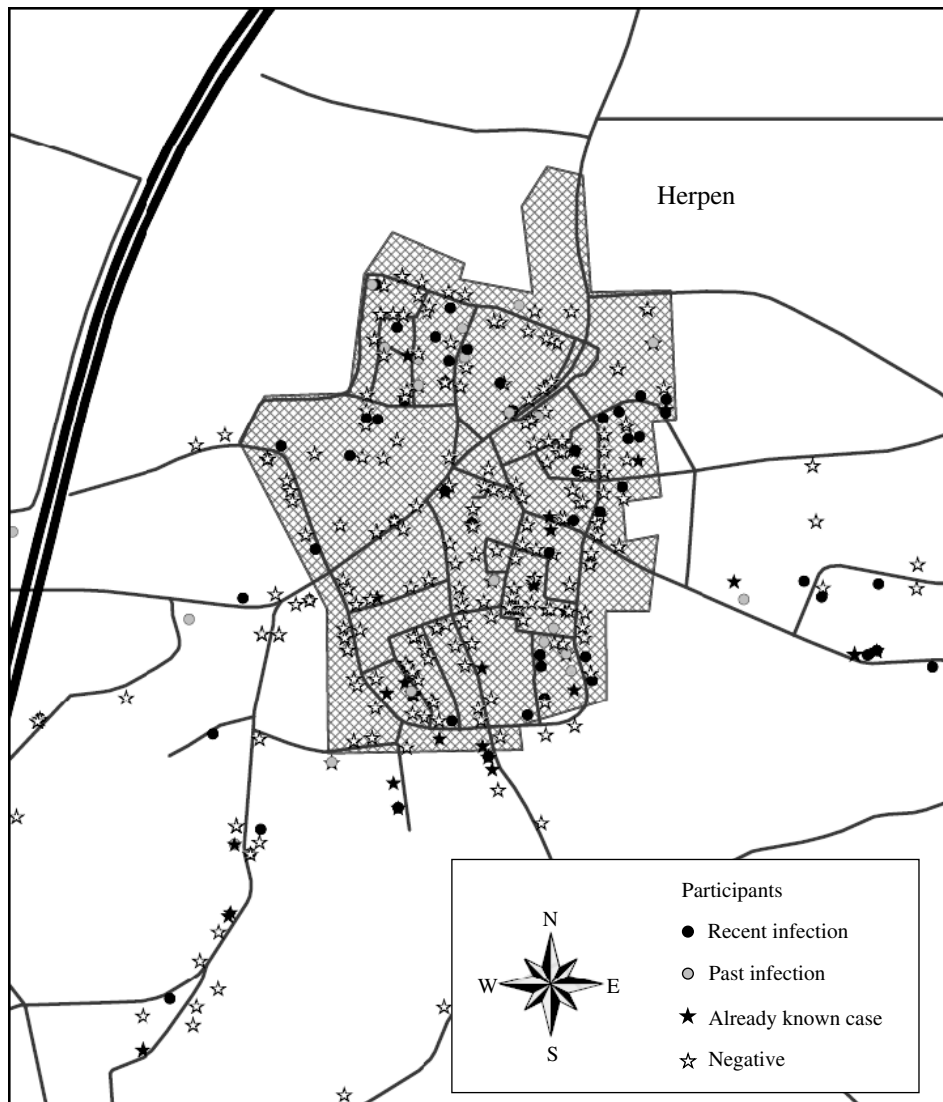 Herpen
Participants
N
Recent infection
W
E
Past infection
Already known case
S
Negative